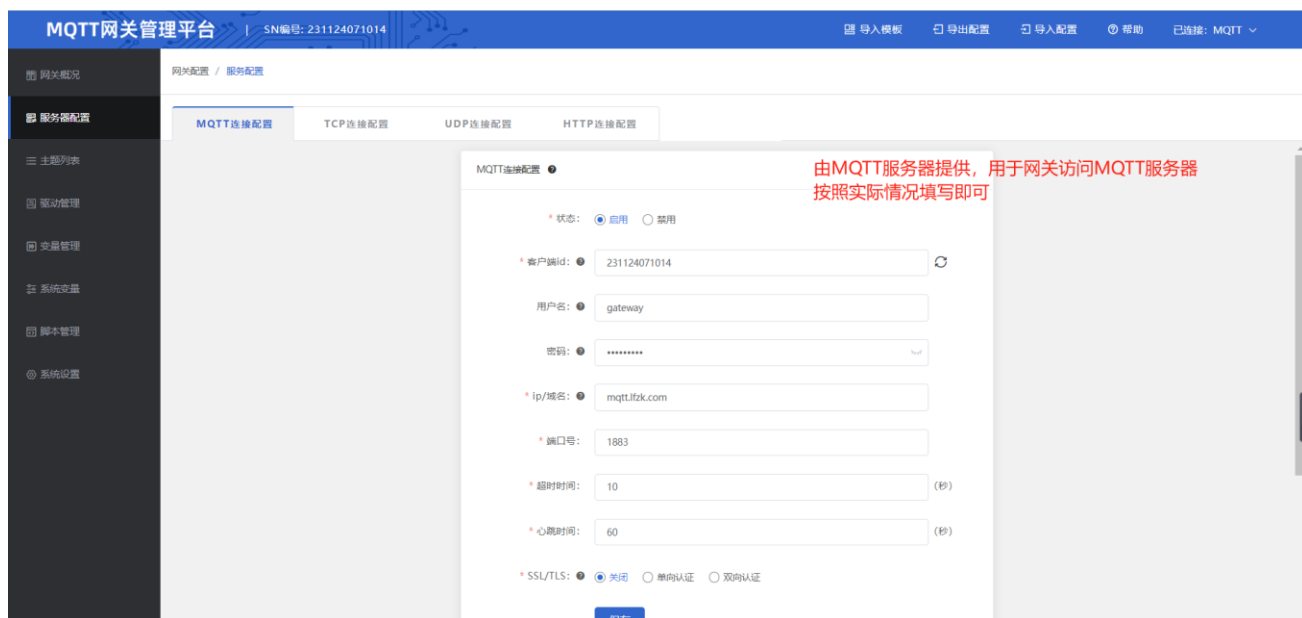 MQTT网关管理平台 | SN编号: 231124071014 导入模板 导出配置 导入配置 帮助 已连接: MQTT
网关概况
服务器配置
主题列表
驱动管理
变量管理
系统变量
脚本管理
系统设置
网关配置 / 服务配置
MQTT连接配置 TCP连接配置 UDP连接配置 HTTP连接配置
MQTT连接配置
由MQTT服务器提供，用于网关访问MQTT服务器
按照实际情况填写即可
* 状态: 启用 禁用
* 客户端id: 231124071014
用户名: gateway
密码: •••••••••
* ip/域名: mqtt.lfzk.com
* 端口号: 1883
* 超时时间: 10 (秒)
* 心跳时间: 60 (秒)
* SSL/TLS: 关闭 单向认证 双向认证